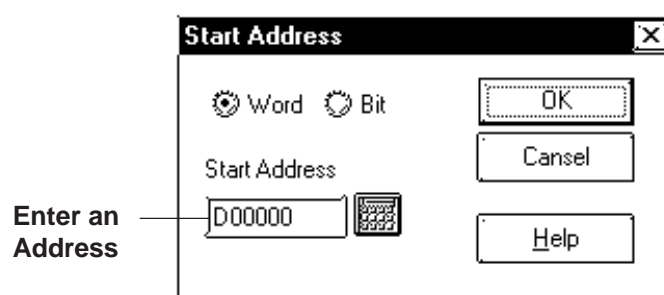 Start Address
Word Bit
OK
Start Address
Cansel
D00000
Enter an
Address
Help